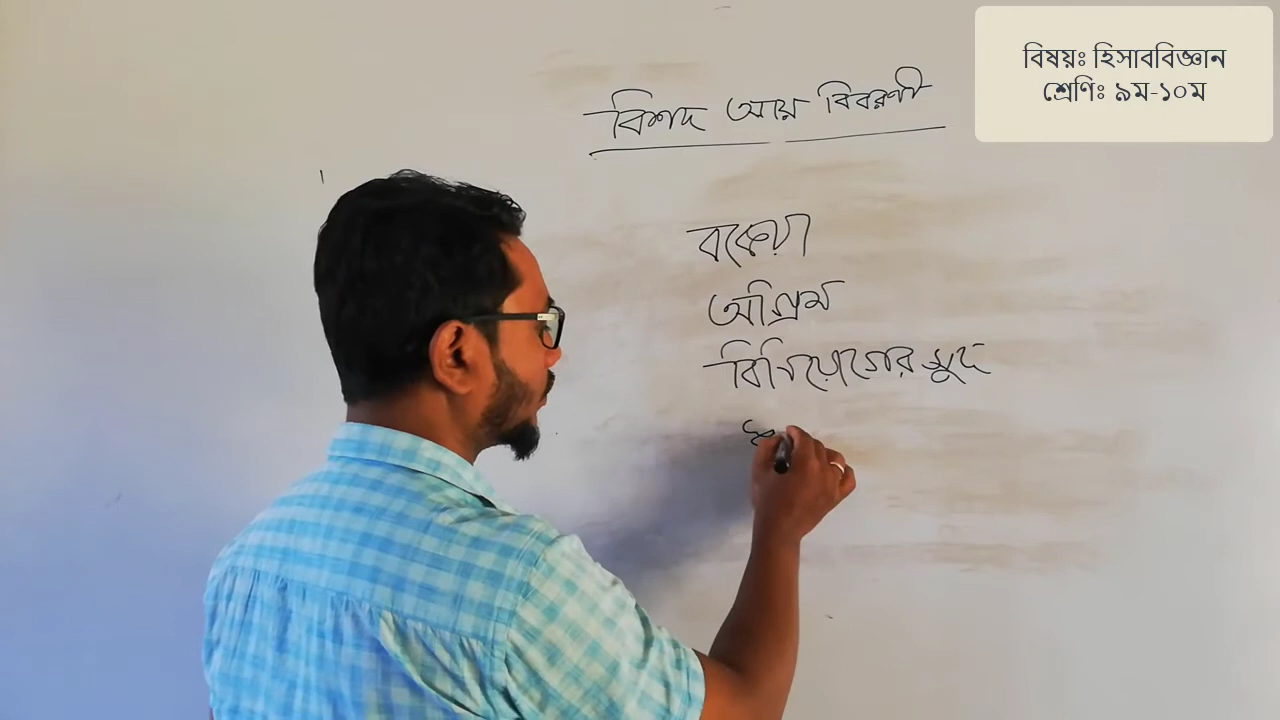 বিষয়ঃ হিসাববিজ্ঞান
শ্রেণিঃ ৯ম-১০ম
বিশদ আয় বিবরণী
বকেয়া
অগ্রিম
বিনিয়োগের সুদ